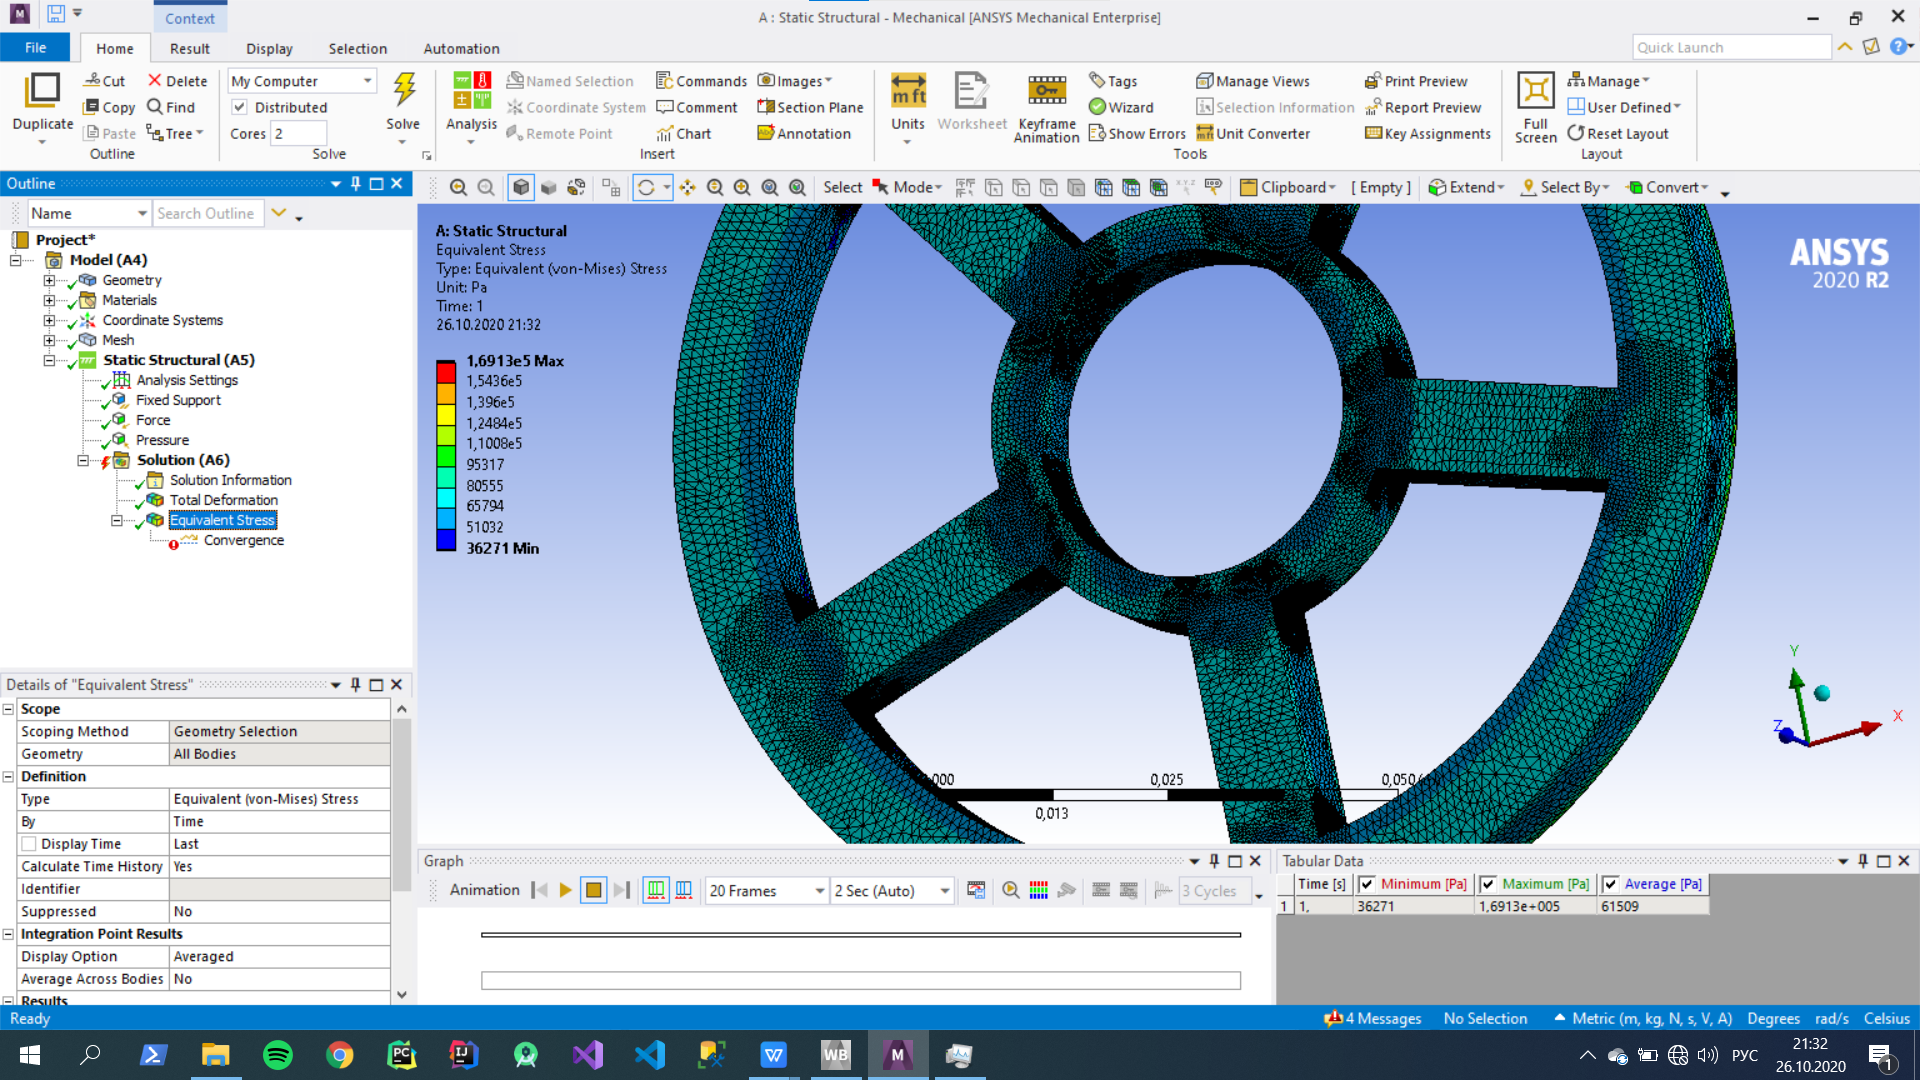 Context
A : Static Structural - Mechanical [ANSYS Mechanical Enterprise]
File Home Result Display Selection Automation
Quick Launch
Duplicate
Cut
Copy
Paste
Delete
Find
Tree
Outline
My Computer
Distributed
Cores 2
Solve
Solve
Analysis
Named Selection
Coordinate System
Remote Point
Commands
Comment
Chart
Images
Section Plane
Annotation
Insert
Units
Worksheet
Keyframe Animation
Tags
Wizard
Show Errors
Manage Views
Selection Information
Unit Converter
Print Preview
Report Preview
Key Assignments
Tools
Full Screen
Manage
User Defined
Reset Layout
Layout
Outline
Name Search Outline
Select Mode Clipboard [ Empty ] Extend Select By Convert
Project*
Model (A4)
Geometry
Materials
Coordinate Systems
Mesh
Static Structural (A5)
Analysis Settings
Fixed Support
Force
Pressure
Solution (A6)
Solution Information
Total Deformation
Equivalent Stress
Convergence
A: Static Structural
Equivalent Stress
Type: Equivalent (von-Mises) Stress
Unit: Pa
Time: 1
26.10.2020 21:32
1,6913e5 Max
1,5436e5
1,396e5
1,2484e5
1,1008e5
95317
80555
65794
51032
36271 Min
ANSYS
2020 R2
Y
X
Z
0,025
0,013
Details of "Equivalent Stress"
Scope
Scoping Method Geometry Selection
Geometry All Bodies
Definition
Type Equivalent (von-Mises) Stress
By Time
Display Time Last
Calculate Time History Yes
Identifier
Suppressed No
Integration Point Results
Display Option Averaged
Average Across Bodies No
Results
Graph
Animation 20 Frames 2 Sec (Auto) 3 Cycles
Tabular Data
Time [s] Minimum [Pa] Maximum [Pa] Average [Pa]
1 1, 36271 1,6913e+005 61509
Ready 4 Messages No Selection Metric (m, kg, N, s, V, A) Degrees rad/s Celsius
РУС
21:32
26.10.2020
1